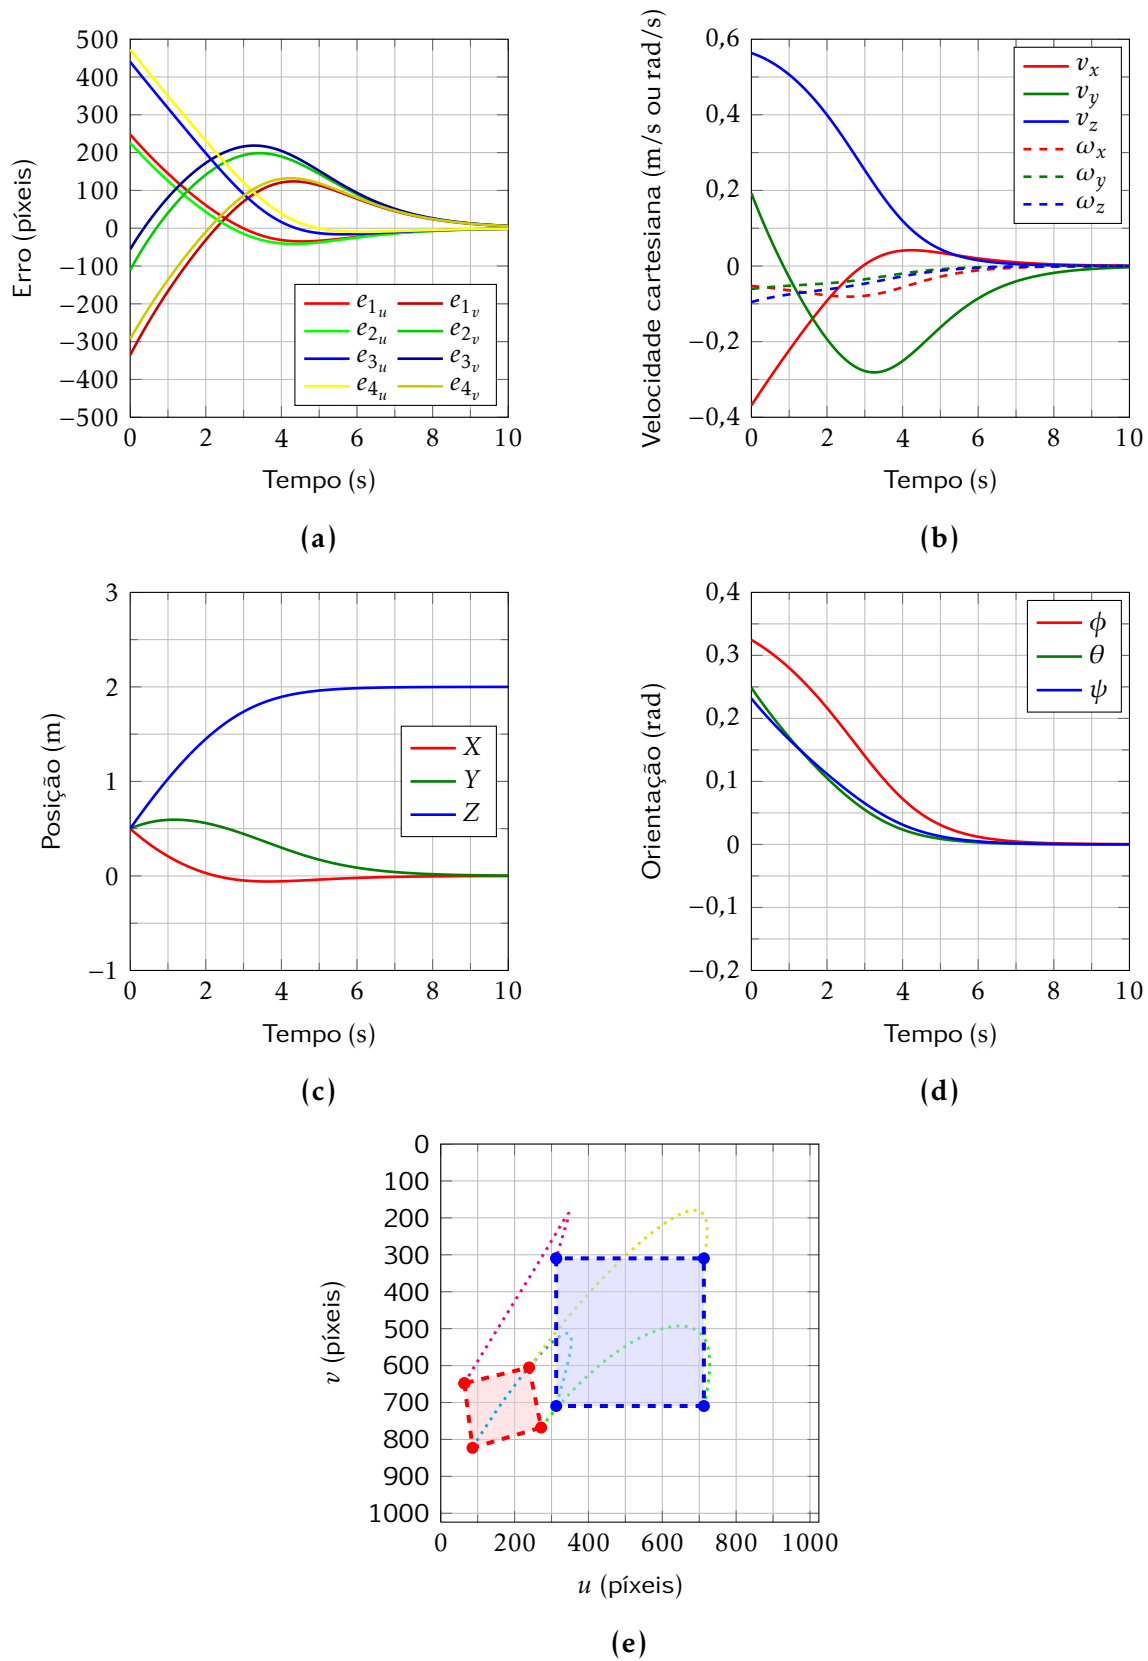 500
400
300
200
100
0
−100
−200
−300
−400
−500
0 2 4 6 8 10
Erro (píxeis)
Tempo (s)
e1u e1v
e2u e2v
e3u e3v
e4u e4v
(a)
0,6
0,4
0,2
0
−0,2
−0,4
0 2 4 6 8 10
Velocidade cartesiana (m/s ou rad/s)
Tempo (s)
vx
vy
vz
ωx
ωy
ωz
(b)
3
2
1
0
−1
0 2 4 6 8 10
Posição (m)
Tempo (s)
X
Y
Z
(c)
0,4
0,3
0,2
0,1
0
−0,1
−0,2
0 2 4 6 8 10
Orientação (rad)
Tempo (s)
ϕ
θ
ψ
(d)
0
100
200
300
400
500
600
700
800
900
1000
0 200 400 600 800 1000
v (píxeis)
u (píxeis)
(e)